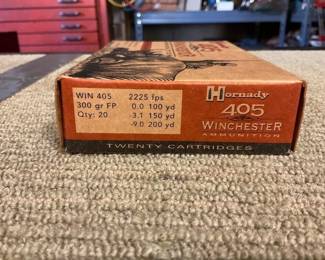 WIN 405 2225 fps
300 gr FP 0.0 100 yd
Qty: 20 -3.1 150 yd
-9.0 200 yd
Hornady
405
WINCHESTER
AMMUNITION
TWENTY CARTRIDGES